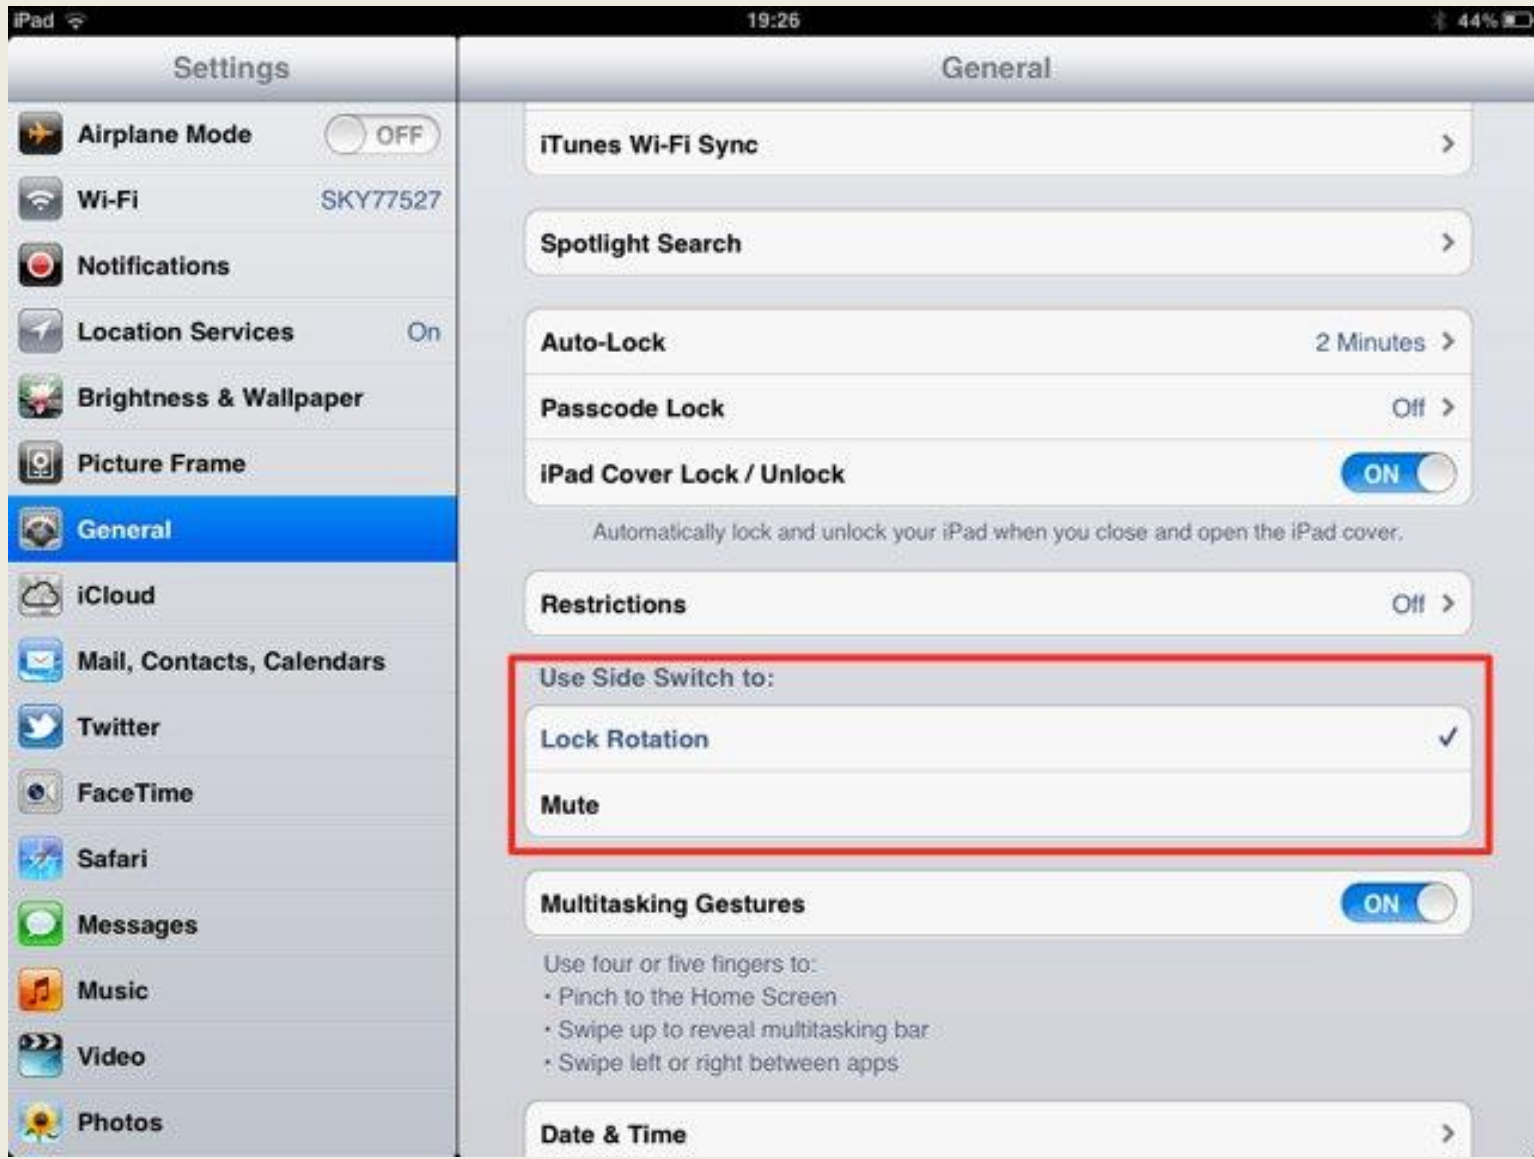 iPad 19:26 44%
Settings
General
Airplane Mode OFF
Wi-Fi SKY77527
Notifications
Location Services On
Brightness & Wallpaper
Picture Frame
General
iCloud
Mail, Contacts, Calendars
Twitter
FaceTime
Safari
Messages
Music
Video
Photos
iTunes Wi-Fi Sync
Spotlight Search
Auto-Lock 2 Minutes
Passcode Lock Off
iPad Cover Lock / Unlock ON
Automatically lock and unlock your iPad when you close and open the iPad cover.
Restrictions Off
Use Side Switch to:
Lock Rotation
Mute
Multitasking Gestures ON
Use four or five fingers to:
• Pinch to the Home Screen
• Swipe up to reveal multitasking bar
• Swipe left or right between apps
Date & Time